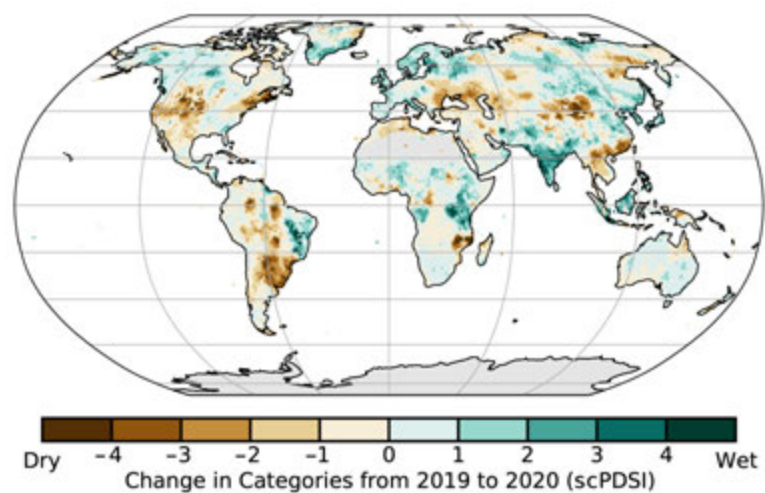 Dry −4 −3 −2 −1 0 1 2 3 4 Wet
Change in Categories from 2019 to 2020 (scPDSI)